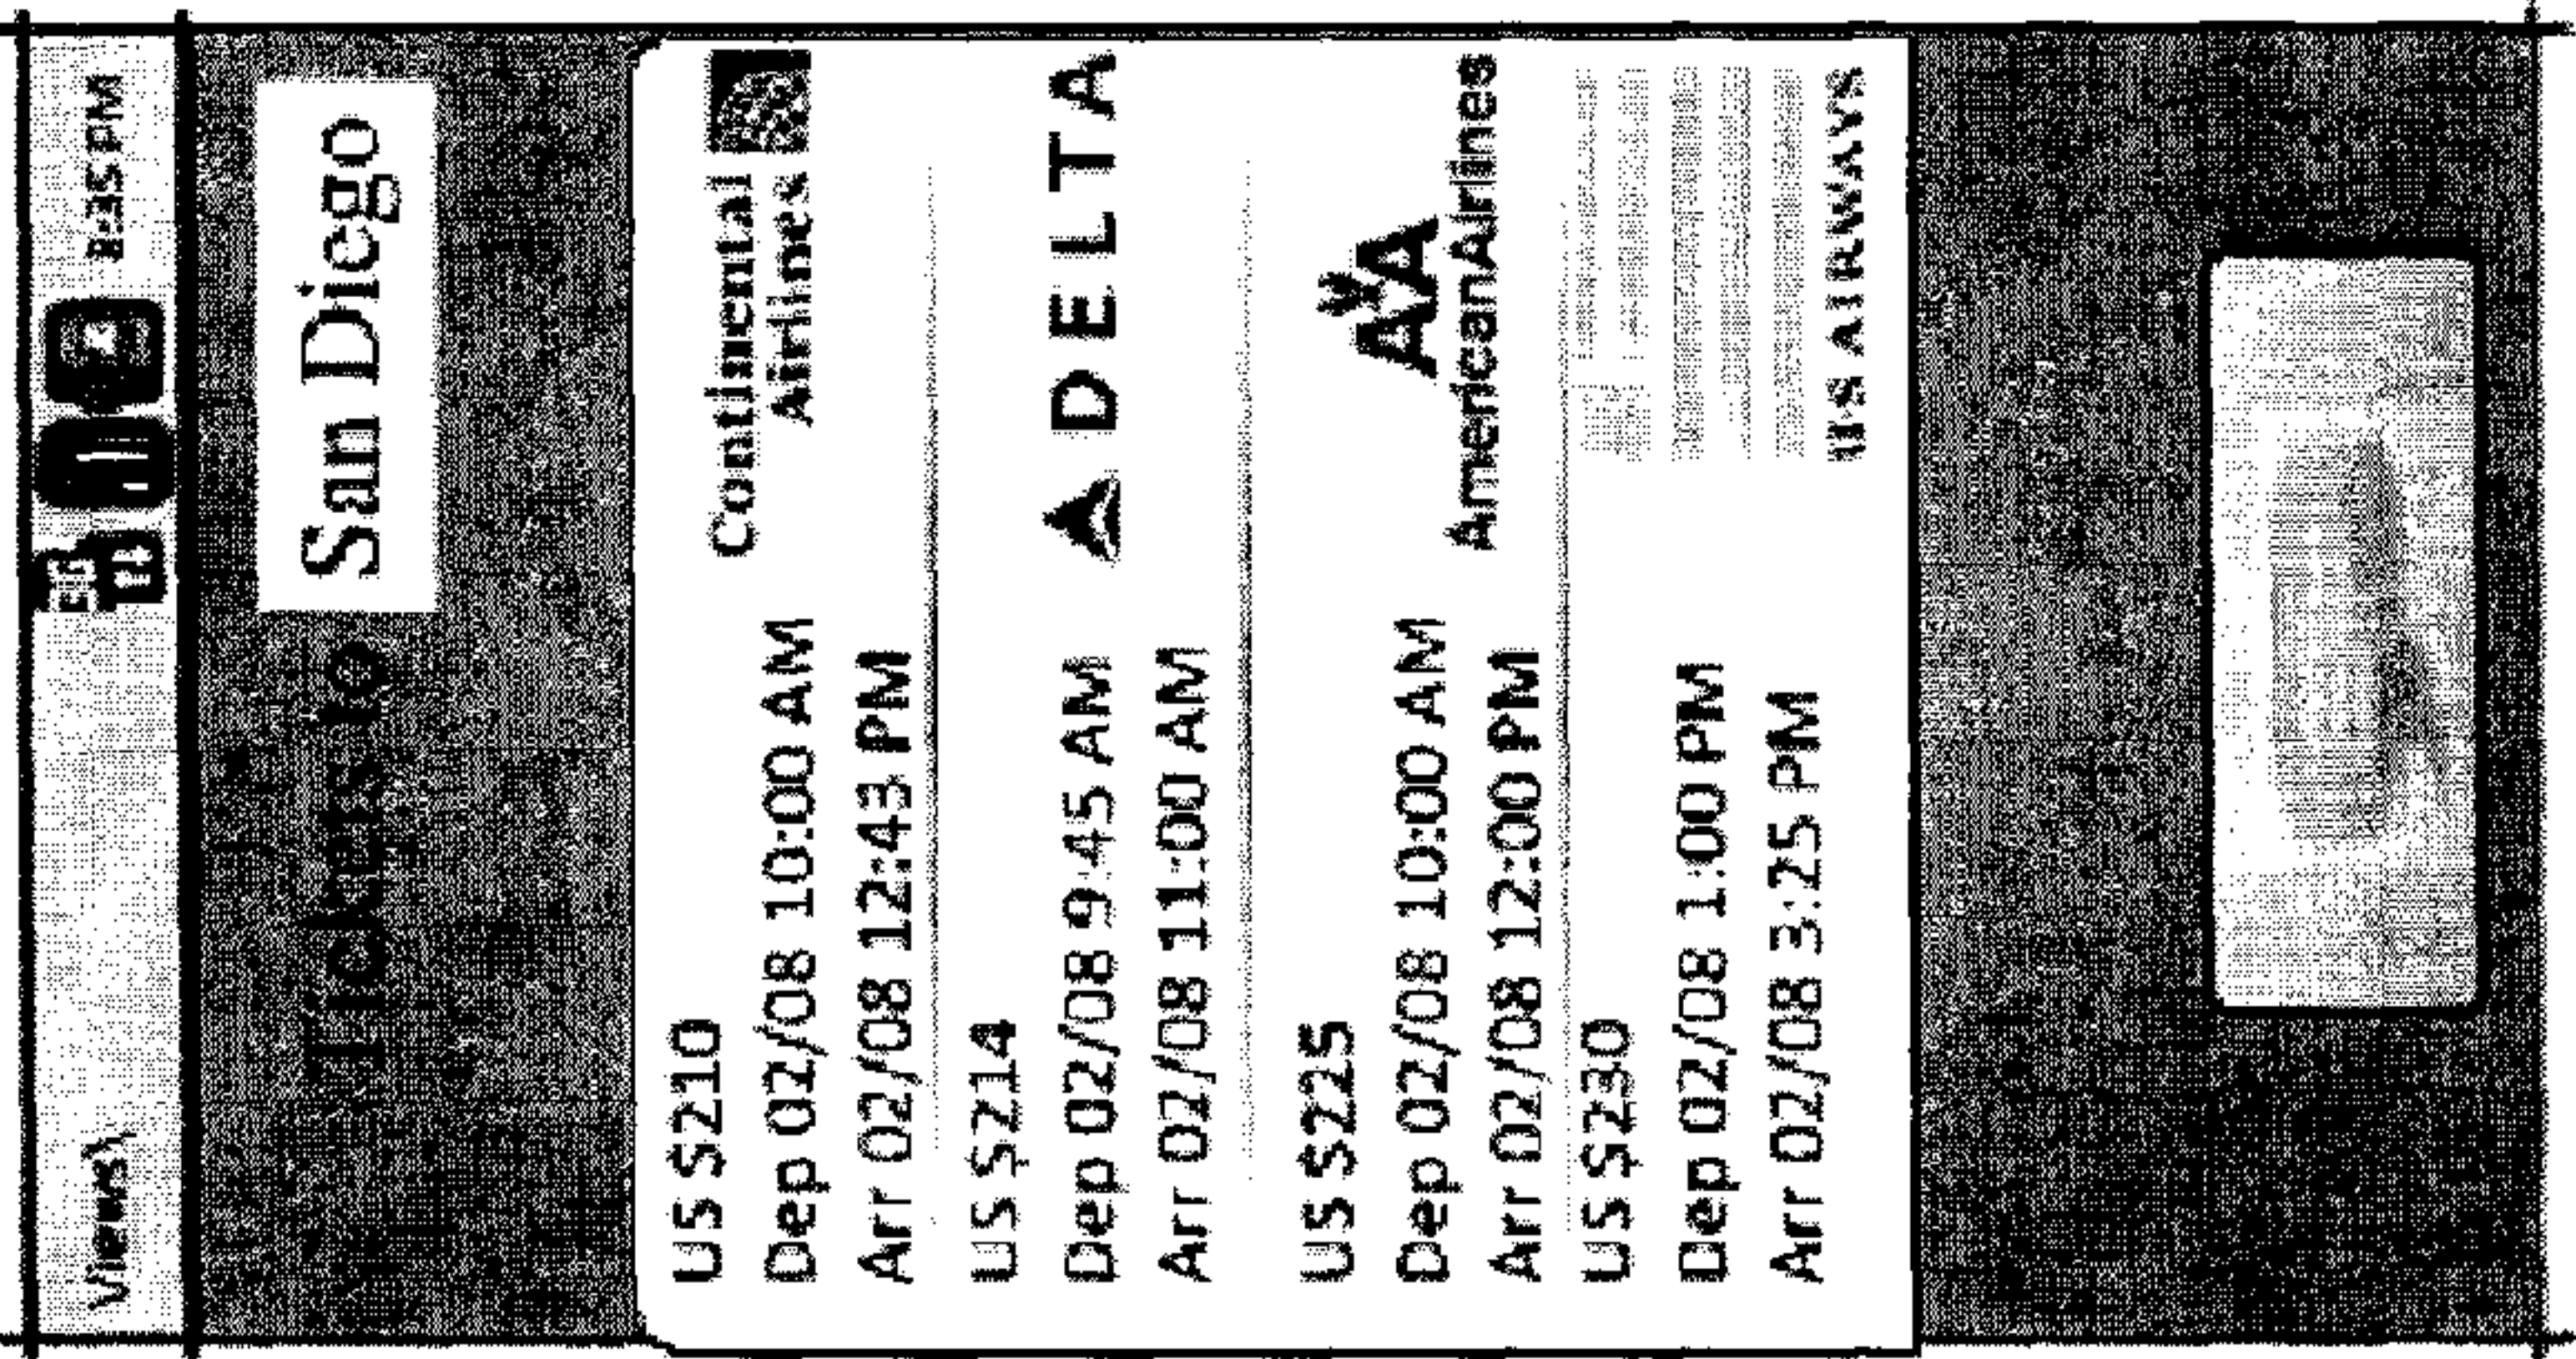 Views\
8:35 PM
Tickets to San Diego
US $210
Continental
Airlines
Dep 02/08 10:00 AM
Arr 02/08 12:43 PM
US $214
DELTA
Dep 02/08 9:45 AM
Arr 02/08 11:00 AM
US $225
AA
AmericanAirlines
Dep 02/08 10:00 AM
Arr 02/08 12:00 PM
US $230
US AIRWAYS
Dep 02/08 1:00 PM
Arr 02/08 3:25 PM